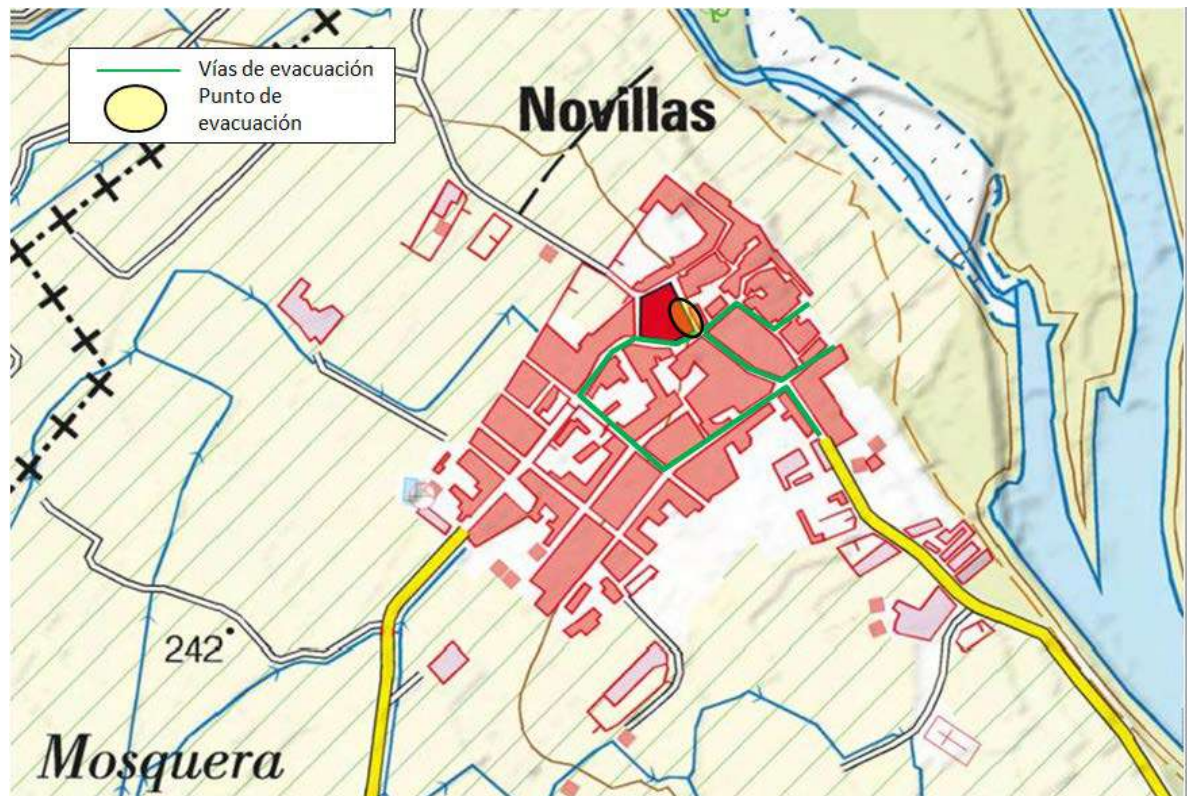 Vías de evacuación
Punto de
evacuación
Novillas
242
Mosquera